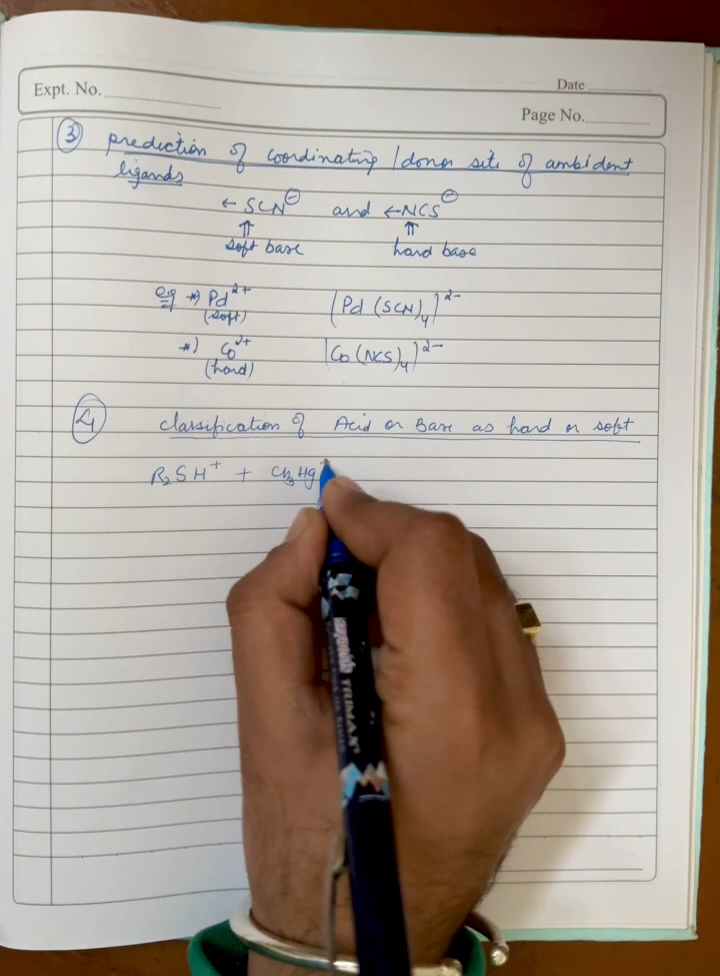 Expt. No.
Date
Page No.
③ prediction of coordinating / donor site of ambident
ligands
← SCN⊖ and ←NCS⊖
⇑ ⇑
soft base hard base
eg *) Pd²⁺ [Pd (SCN)₄]²⁻
(soft)
*) Co²⁺ [Co (NCS)₄]²⁻
(hard)
④ classification of Acid or Base as hard or soft
R₂SH⁺ + CH₃Hg
TRIMAX